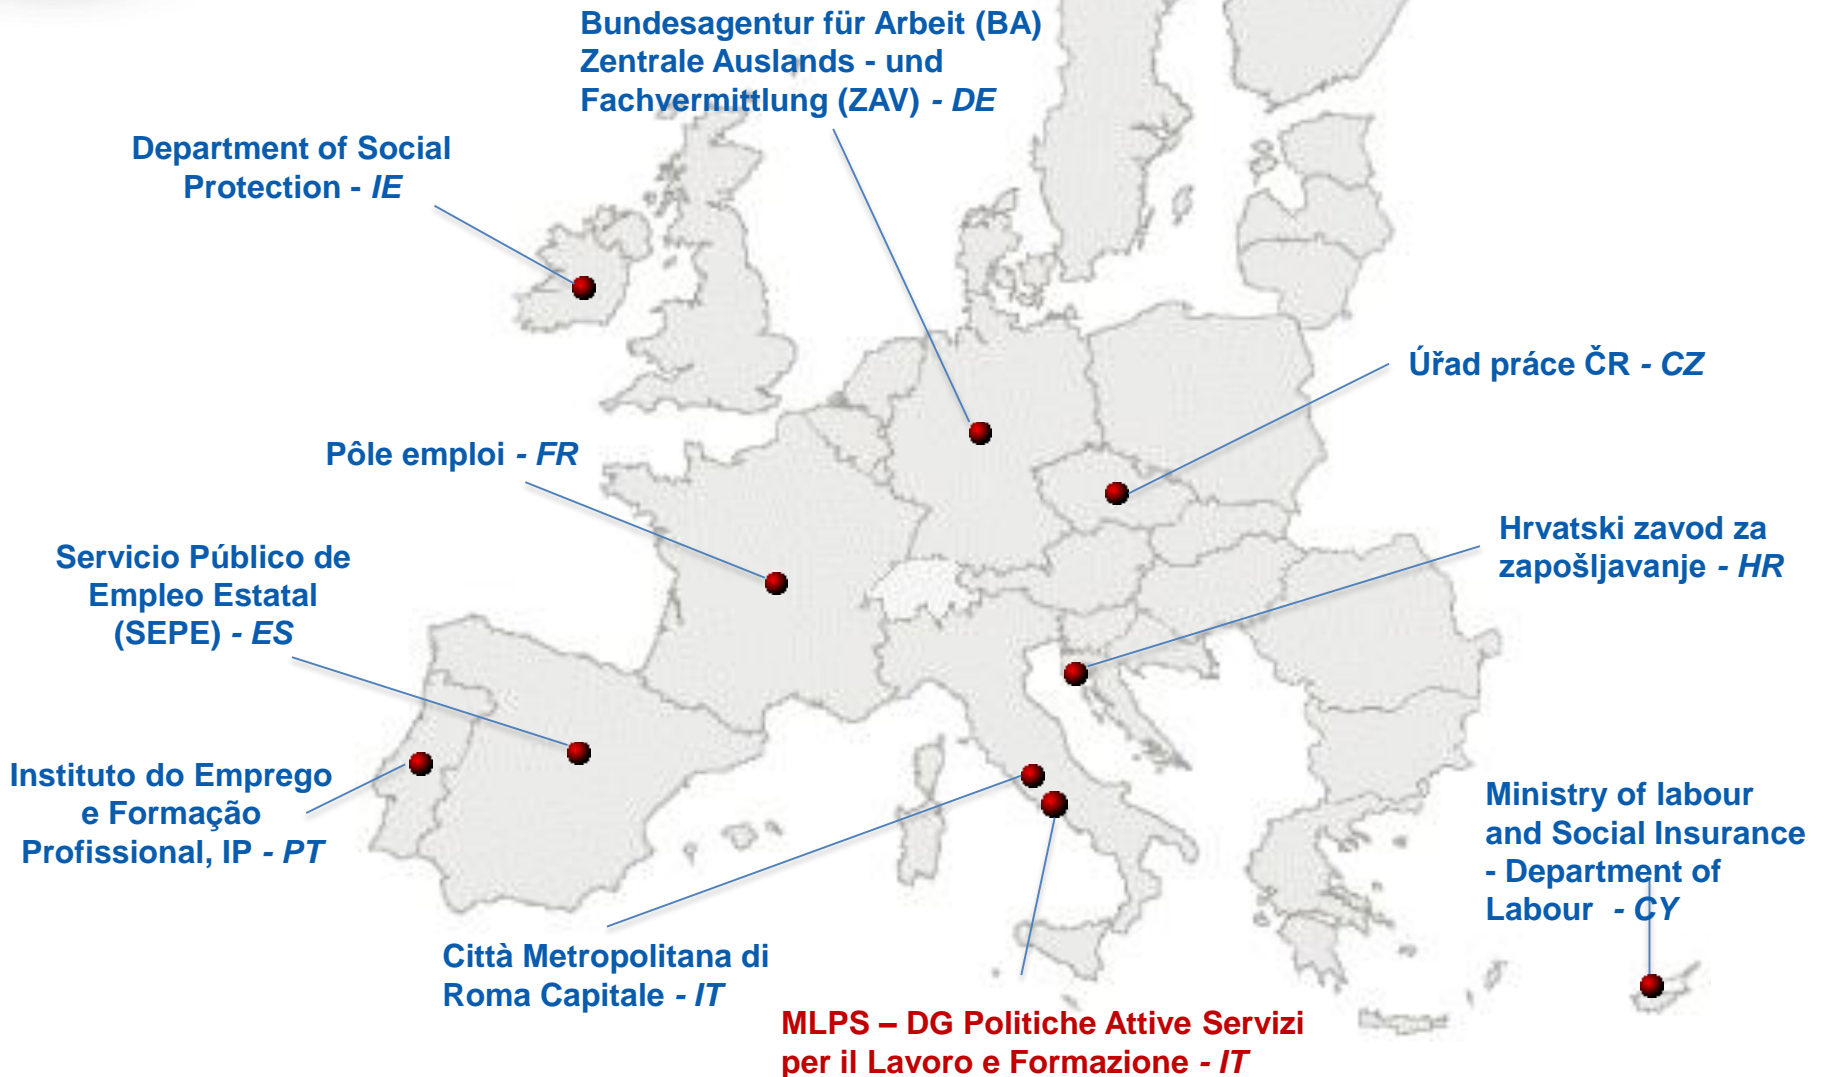 Bundesagentur für Arbeit (BA)
Zentrale Auslands - und
Fachvermittlung (ZAV) - DE
Department of Social
Protection - IE
Úřad práce ČR - CZ
Pôle emploi - FR
Hrvatski zavod za
zapošljavanje - HR
Servicio Público de
Empleo Estatal
(SEPE) - ES
Instituto do Emprego
e Formação
Profissional, IP - PT
Ministry of labour
and Social Insurance
- Department of
Labour - CY
Città Metropolitana di
Roma Capitale - IT
MLPS – DG Politiche Attive Servizi
per il Lavoro e Formazione - IT